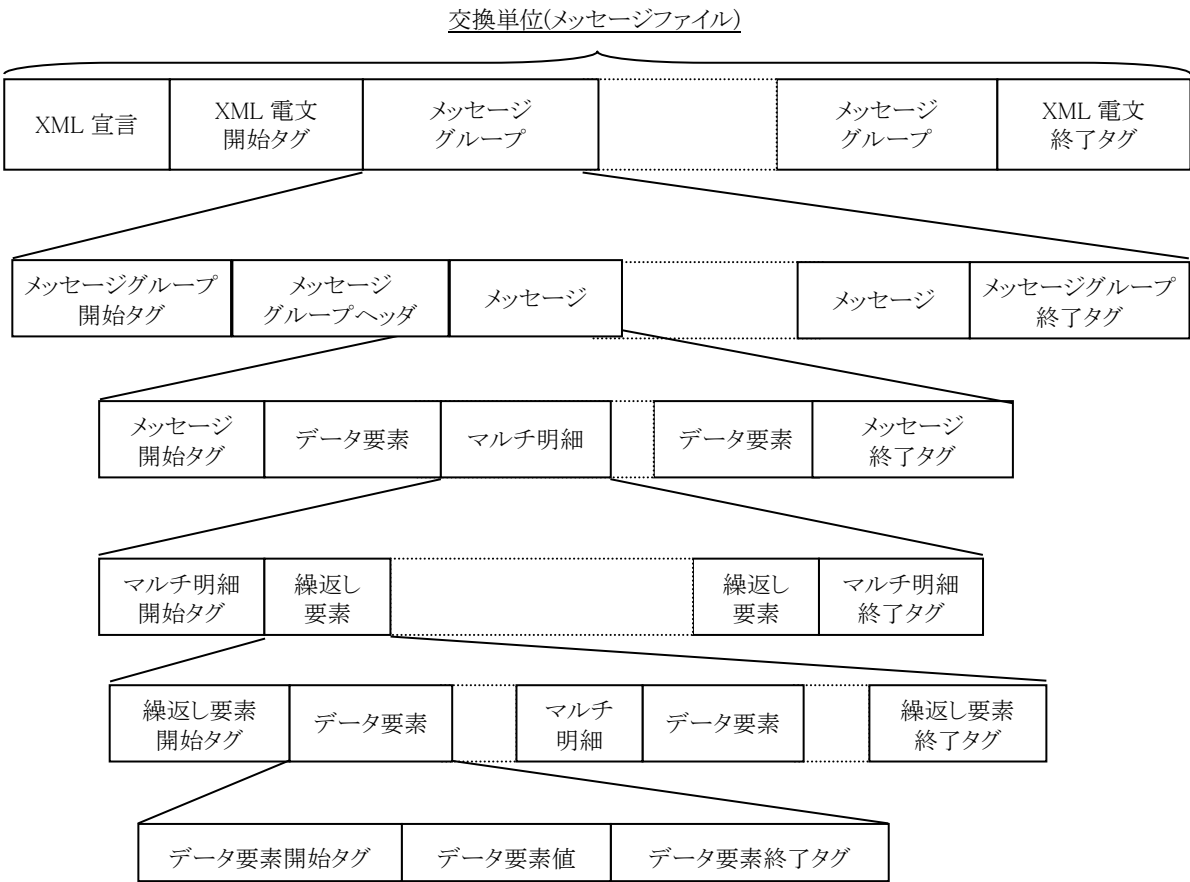 交換単位(メッセージファイル)
XML 宣言
XML 電文
開始タグ
メッセージ
グループ
メッセージ
グループ
XML 電文
終了タグ
メッセージグループ
開始タグ
メッセージ
グループヘッダ
メッセージ
メッセージ
メッセージグループ
終了タグ
メッセージ
開始タグ
データ要素
マルチ明細
データ要素
メッセージ
終了タグ
マルチ明細
開始タグ
繰返し
要素
繰返し
要素
マルチ明細
終了タグ
繰返し要素
開始タグ
データ要素
マルチ
明細
データ要素
繰返し要素
終了タグ
データ要素開始タグ
データ要素値
データ要素終了タグ